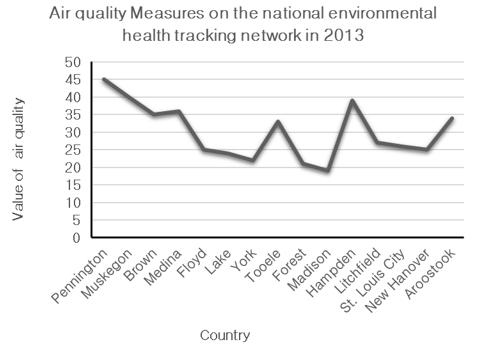 Air quality Measures on the national environmental
health tracking network in 2013
Value of air quality
50
45
40
35
30
25
20
15
10
5
0
Pennington
Muskegon
Brown
Medina
Floyd
Lake
York
Tooele
Forest
Madison
Hampden
Litchfield
St. Louis City
New Hanover
Aroostook
Country